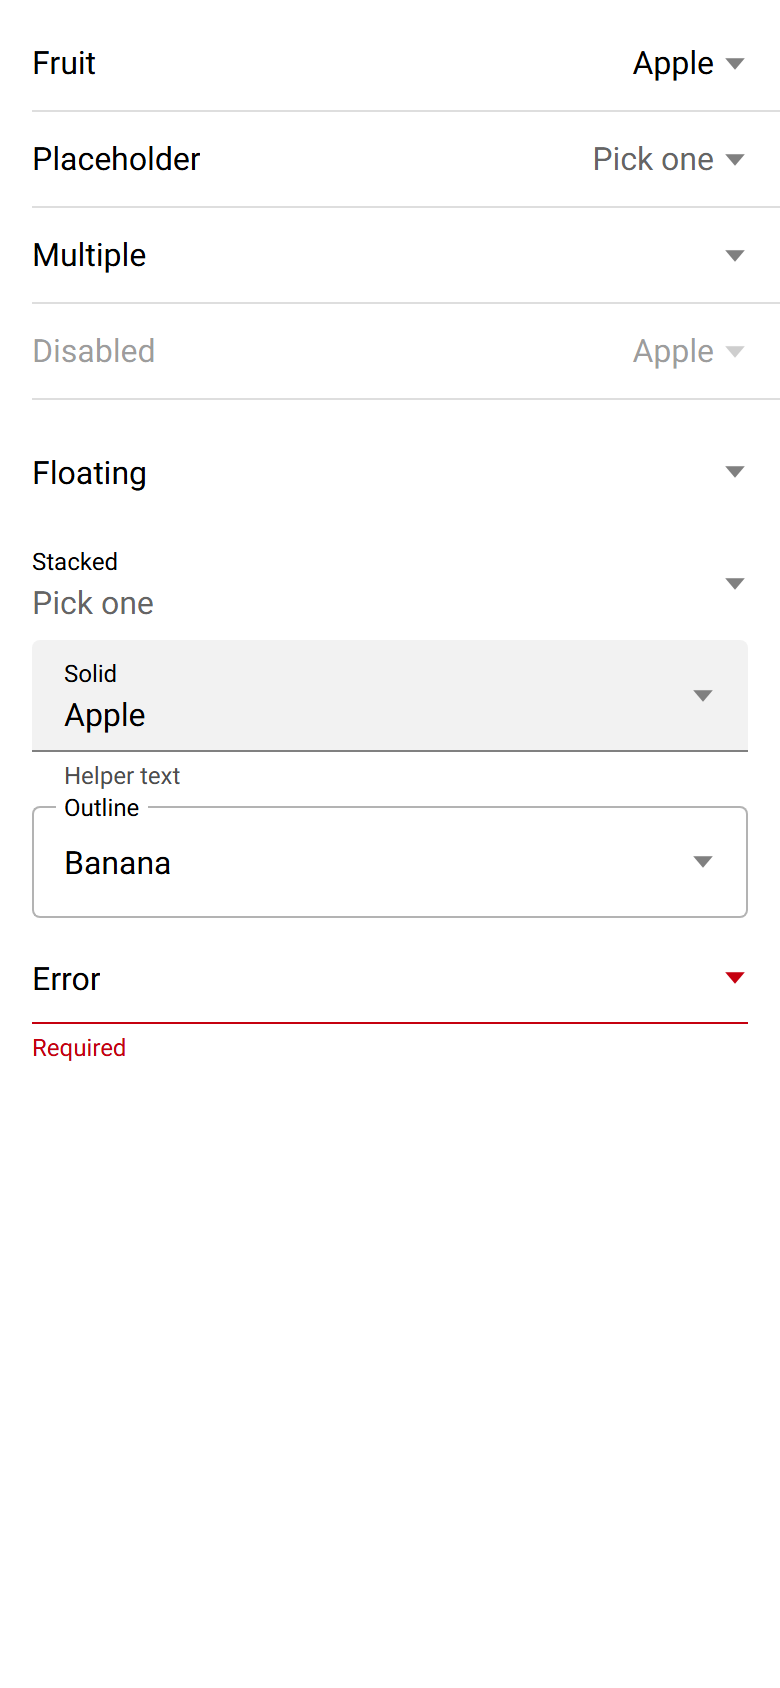 Fruit Apple
Placeholder Pick one
Multiple
Disabled Apple
Floating
Stacked
Pick one
Solid
Apple
Helper text
Outline
Banana
Error
Required